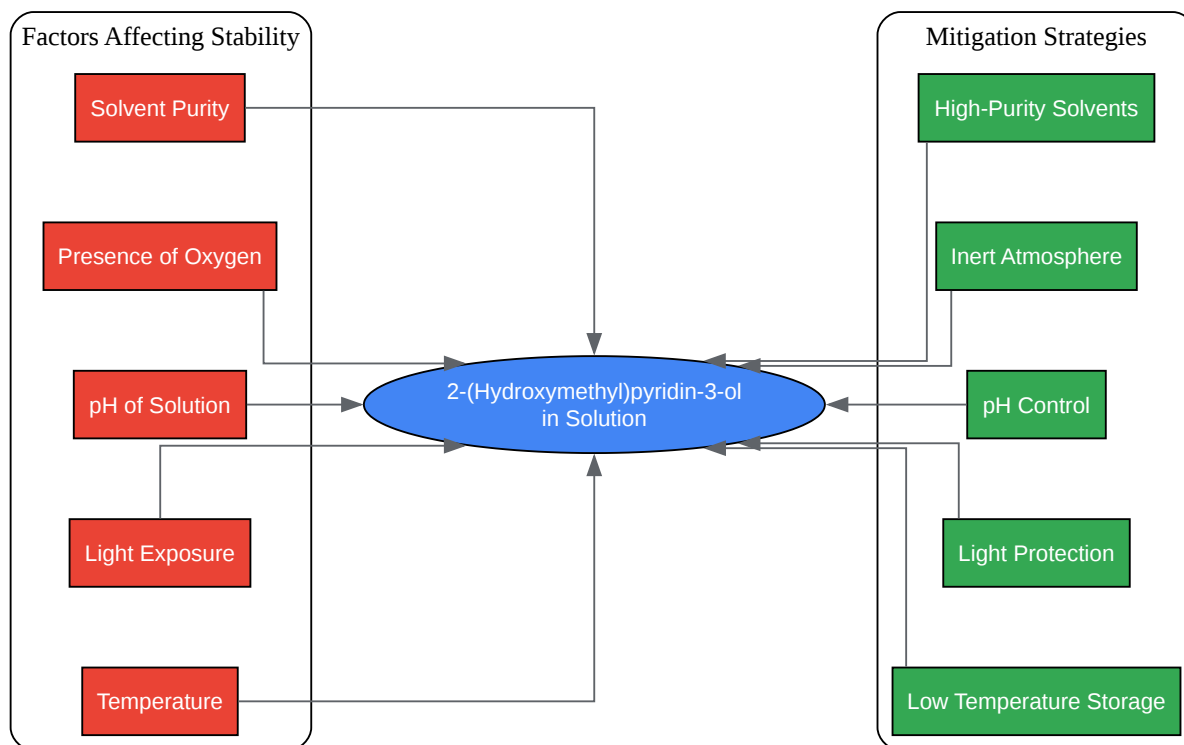 Factors Affecting Stability
Solvent Purity
Presence of Oxygen
pH of Solution
Light Exposure
Temperature
2-(Hydroxymethyl)pyridin-3-ol
in Solution
Mitigation Strategies
High-Purity Solvents
Inert Atmosphere
pH Control
Light Protection
Low Temperature Storage